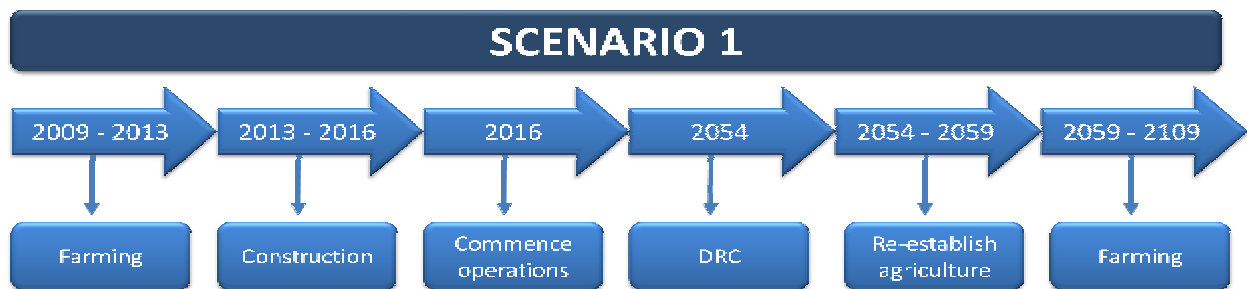 SCENARIO 1
2009 - 2013
2013 - 2016
2016
2054
2054 - 2059
2059 - 2109
Farming
Construction
Commence
operations
DRC
Re-establish
agriculture
Farming